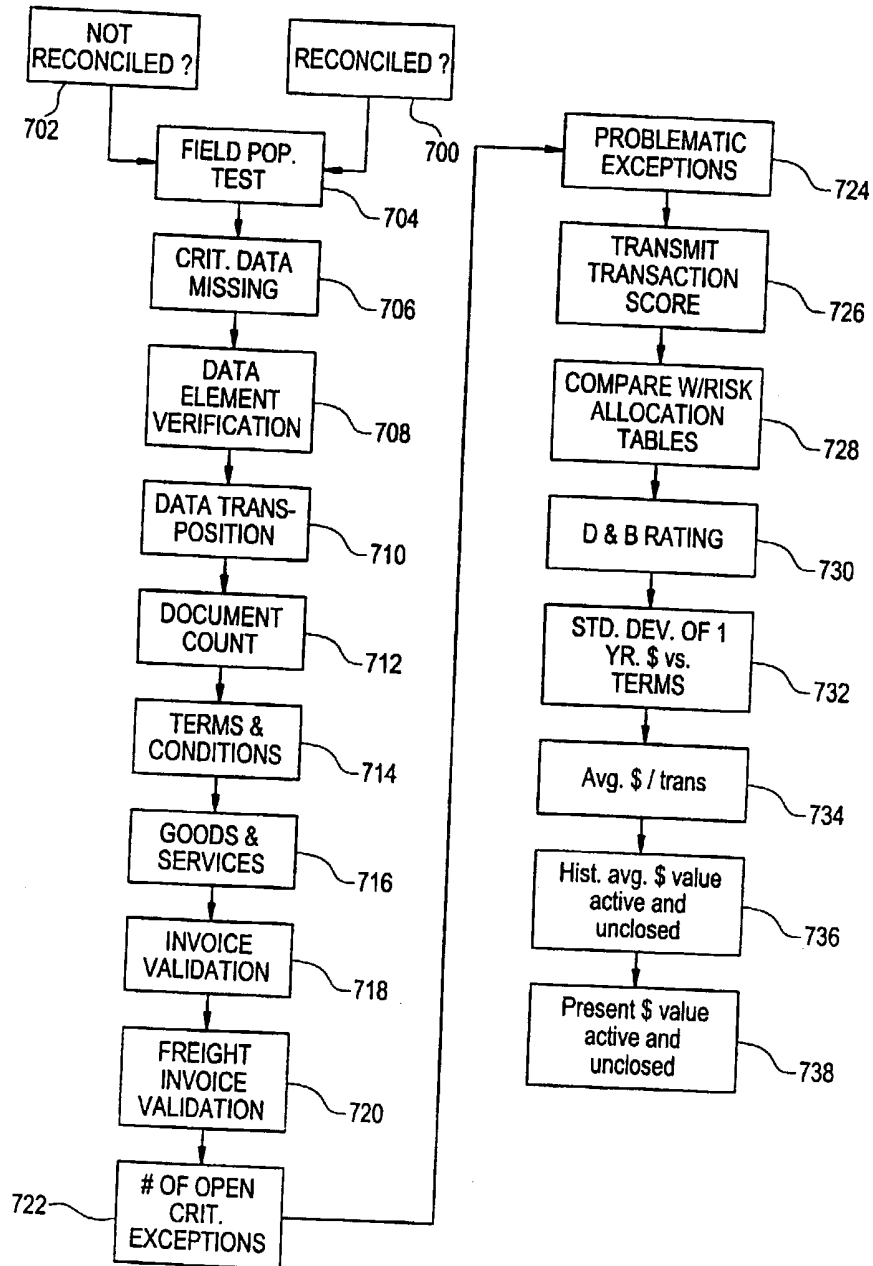 NOT
RECONCILED ?
702
RECONCILED ?
700
FIELD POP.
TEST
704
CRIT. DATA
MISSING
706
DATA
ELEMENT
VERIFICATION
708
DATA TRANS-
POSITION
710
DOCUMENT
COUNT
712
TERMS &
CONDITIONS
714
GOODS &
SERVICES
716
INVOICE
VALIDATION
718
FREIGHT
INVOICE
VALIDATION
720
# OF OPEN
CRIT.
EXCEPTIONS
722
PROBLEMATIC
EXCEPTIONS
724
TRANSMIT
TRANSACTION
SCORE
726
COMPARE W/RISK
ALLOCATION
TABLES
728
D & B RATING
730
STD. DEV. OF 1
YR. $ vs.
TERMS
732
Avg. $ / trans
734
Hist. avg. $ value
active and
unclosed
736
Present $ value
active and
unclosed
738